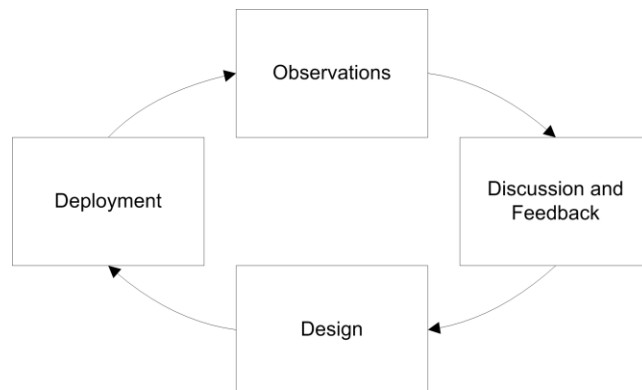 Observations
Deployment
Discussion and
Feedback
Design